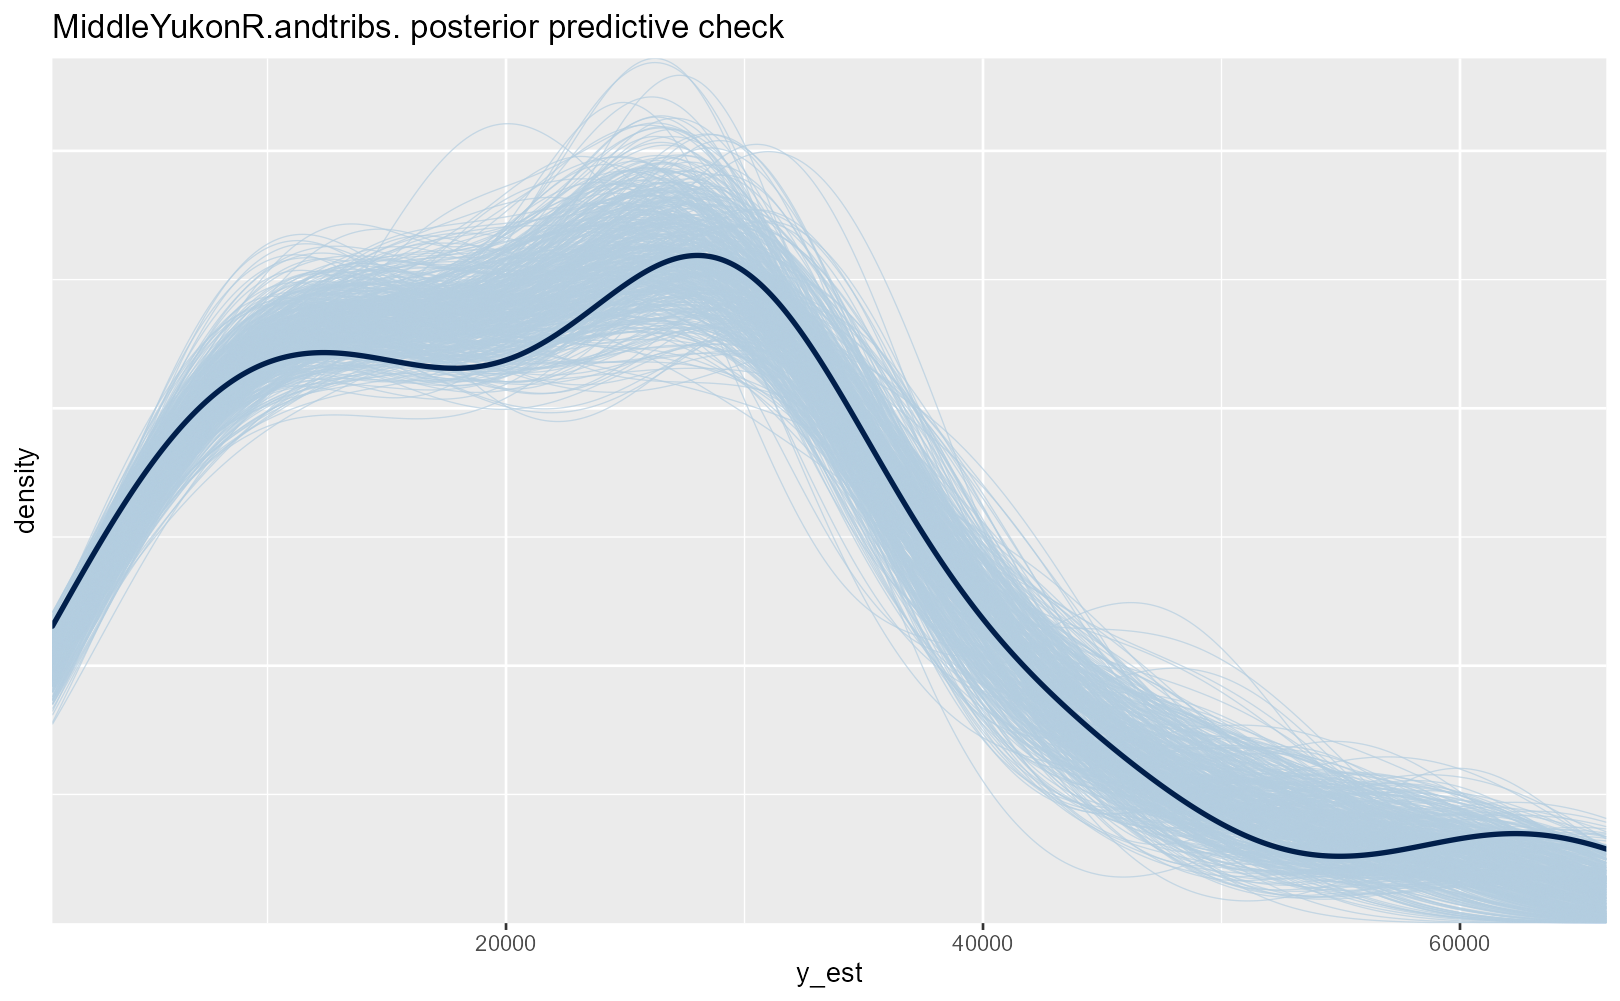 MiddleYukonR.andtribs. posterior predictive check
density
20000
40000
60000
y_est